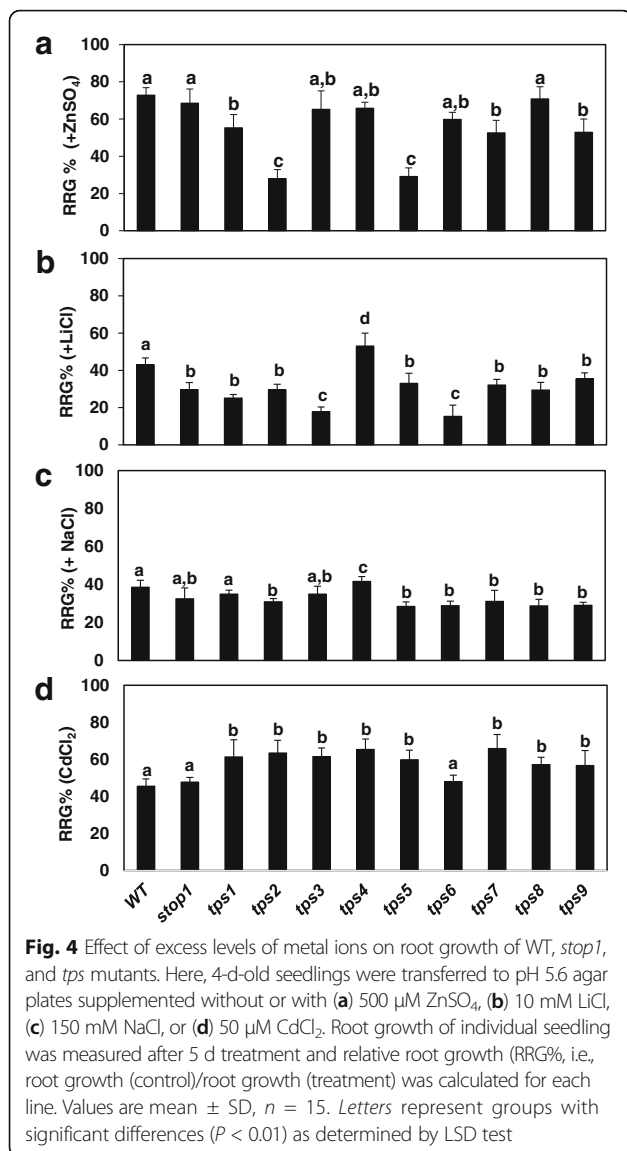 a
100
80
60
40
20
0
RRG % (+ZnSO₄)
a a b c a,b a,b c a,b b a b
b
100
80
60
40
20
0
RRG% (+LiCl)
a b b b c d b c b b b
c
100
80
60
40
20
0
RRG% (+ NaCl)
a a,b a b a,b c b b b b b
d
100
80
60
40
20
0
RRG% (CdCl₂)
a a b b b b b a b b b
WT stop1 tps1 tps2 tps3 tps4 tps5 tps6 tps7 tps8 tps9
Fig. 4 Effect of excess levels of metal ions on root growth of WT, stop1,
and tps mutants. Here, 4-d-old seedlings were transferred to pH 5.6 agar
plates supplemented without or with (a) 500 μM ZnSO₄, (b) 10 mM LiCl,
(c) 150 mM NaCl, or (d) 50 μM CdCl₂. Root growth of individual seedling
was measured after 5 d treatment and relative root growth (RRG%, i.e.,
root growth (control)/root growth (treatment) was calculated for each
line. Values are mean ± SD, n = 15. Letters represent groups with
significant differences (P < 0.01) as determined by LSD test